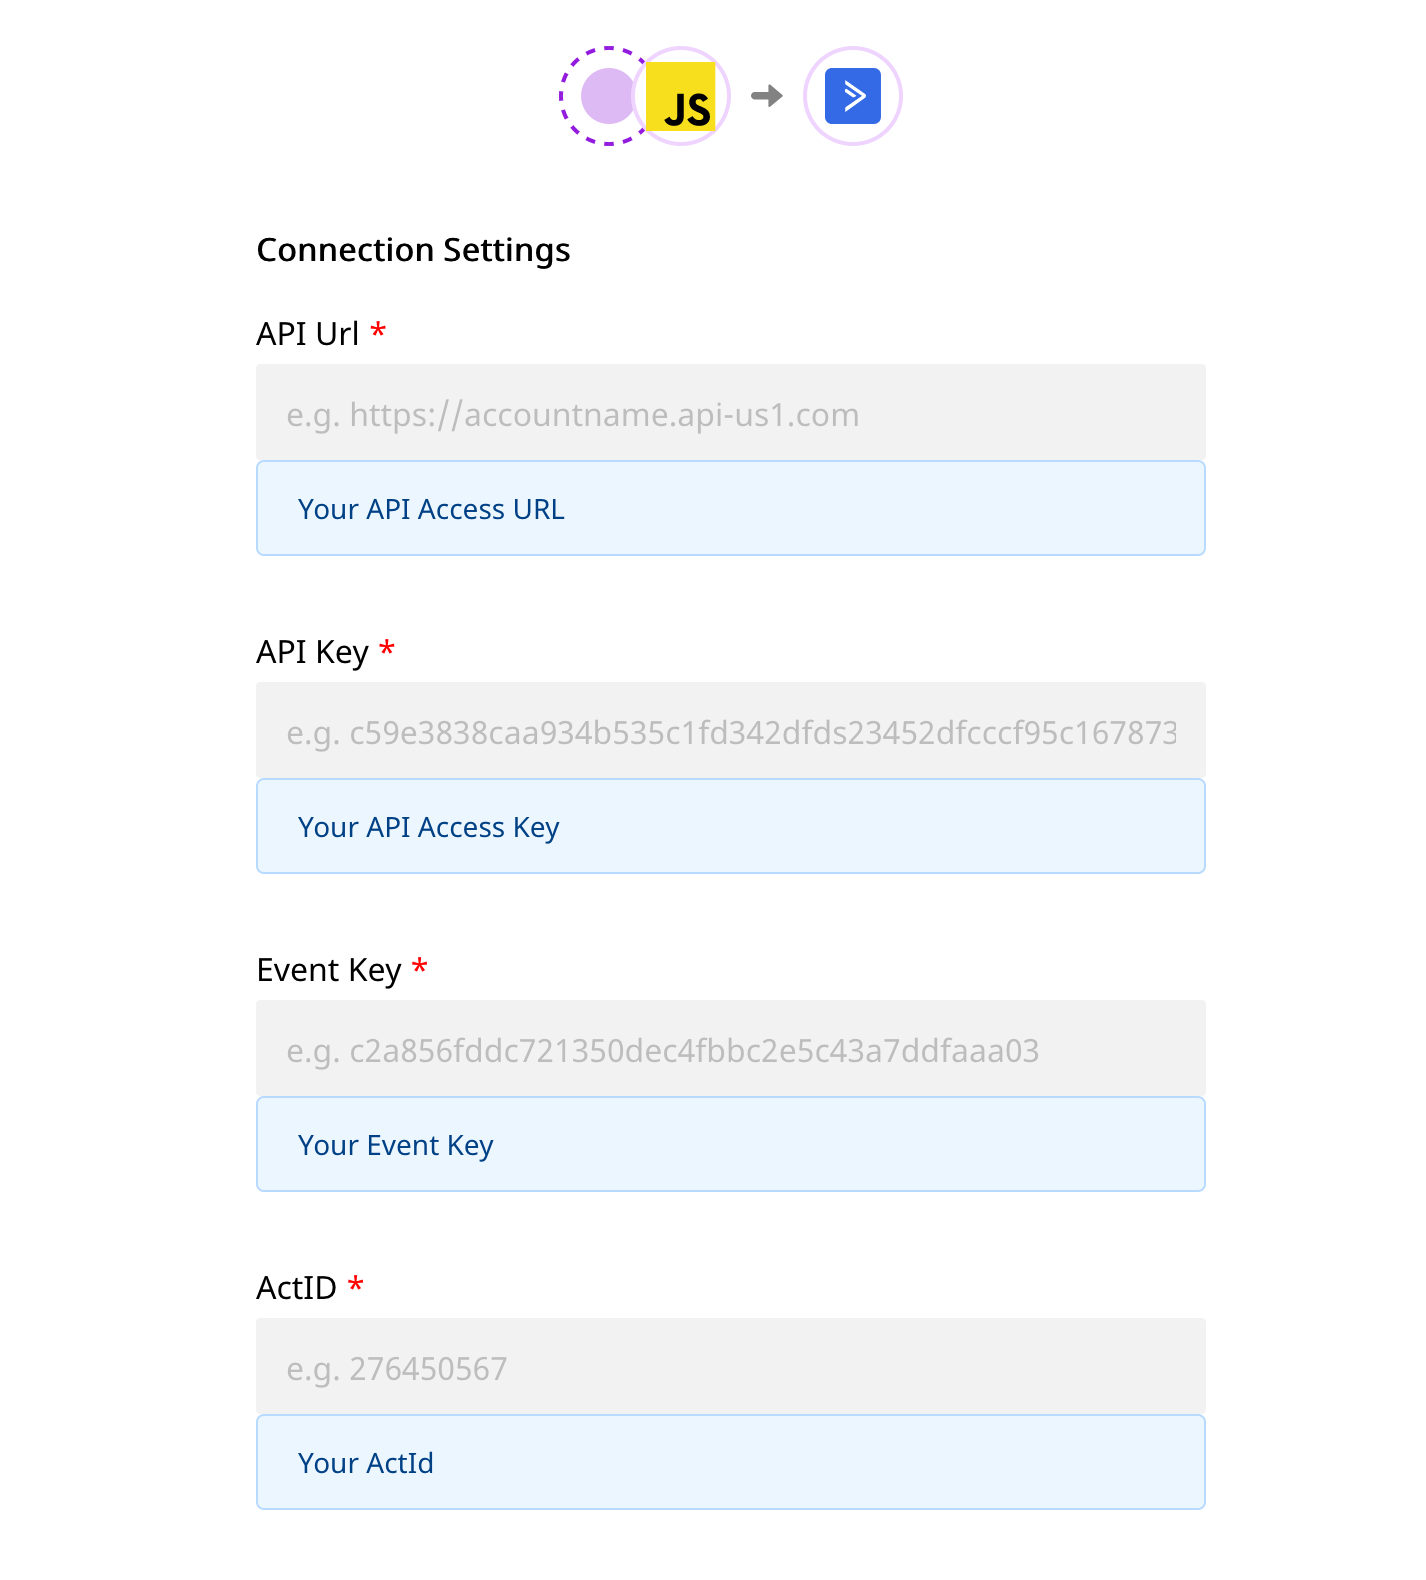 JS
Connection Settings
API Url *
e.g. https://accountname.api-us1.com
Your API Access URL
API Key *
e.g. c59e3838caa934b535c1fd342dfds23452dfcccf95c167873
Your API Access Key
Event Key *
e.g. c2a856fddc721350dec4fbbc2e5c43a7ddfaaa03
Your Event Key
ActID *
e.g. 276450567
Your ActId